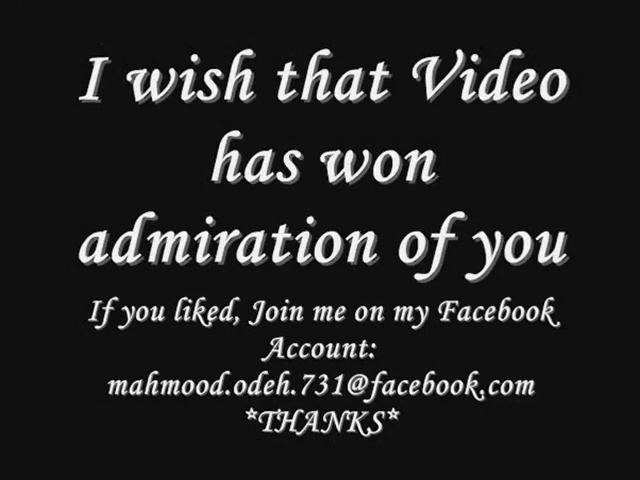 I wish that Video
has won
admiration of you
If you liked, Join me on my Facebook
Account:
mahmood.odeh.731@facebook.com
*THANKS*